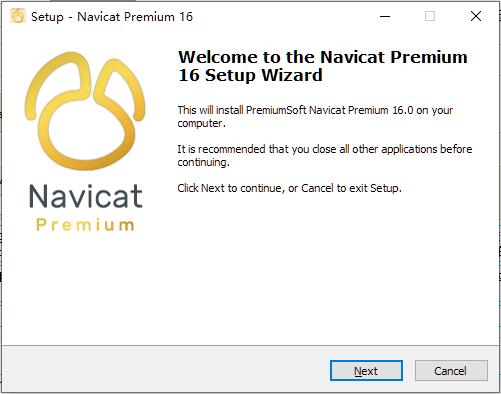 Setup - Navicat Premium 16
Welcome to the Navicat Premium
16 Setup Wizard
This will install PremiumSoft Navicat Premium 16.0 on your
computer.
It is recommended that you close all other applications before
continuing.
Click Next to continue, or Cancel to exit Setup.
Navicat
Premium
Next
Cancel